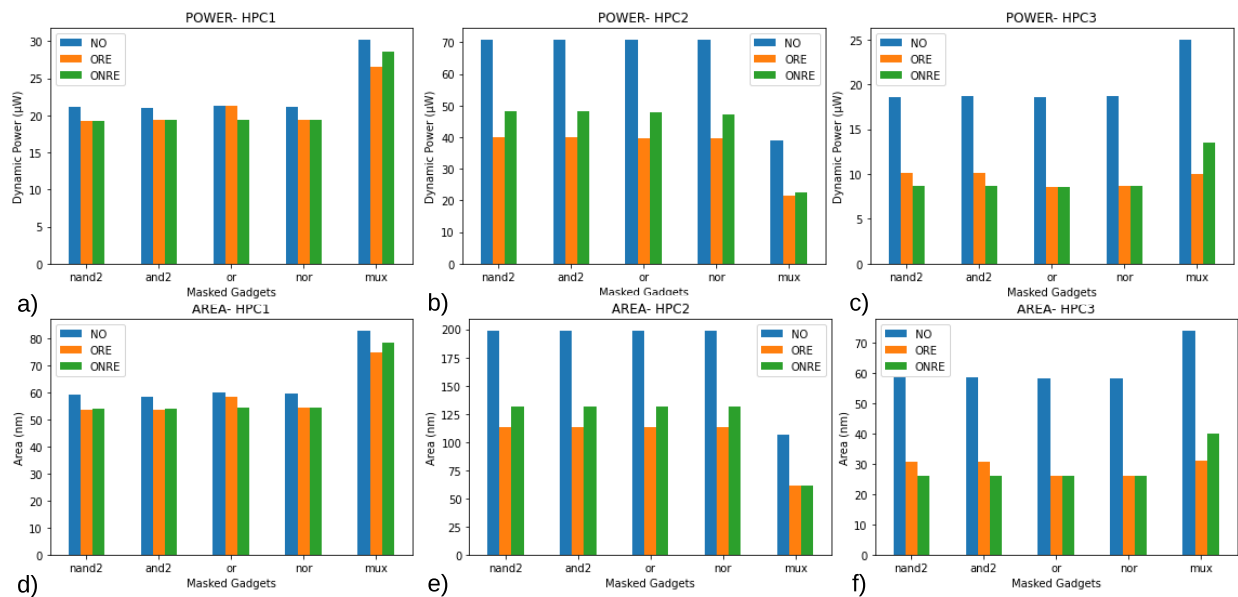 POWER- HPC1
Dynamic Power (μW)
30
25
20
15
10
5
0
NO
ORE
ONRE
nand2 and2 or nor mux
Masked Gadgets
a)
POWER- HPC2
Dynamic Power (μW)
70
60
50
40
30
20
10
0
NO
ORE
ONRE
nand2 and2 or nor mux
Masked Gadgets
b)
POWER- HPC3
Dynamic Power (μW)
25
20
15
10
5
0
NO
ORE
ONRE
nand2 and2 or nor mux
Masked Gadgets
c)
AREA- HPC1
Area (nm)
80
70
60
50
40
30
20
10
0
NO
ORE
ONRE
nand2 and2 or nor mux
Masked Gadgets
d)
AREA- HPC2
Area (nm)
200
175
150
125
100
75
50
25
0
NO
ORE
ONRE
nand2 and2 or nor mux
Masked Gadgets
e)
AREA- HPC3
Area (nm)
70
60
50
40
30
20
10
0
NO
ORE
ONRE
nand2 and2 or nor mux
Masked Gadgets
f)